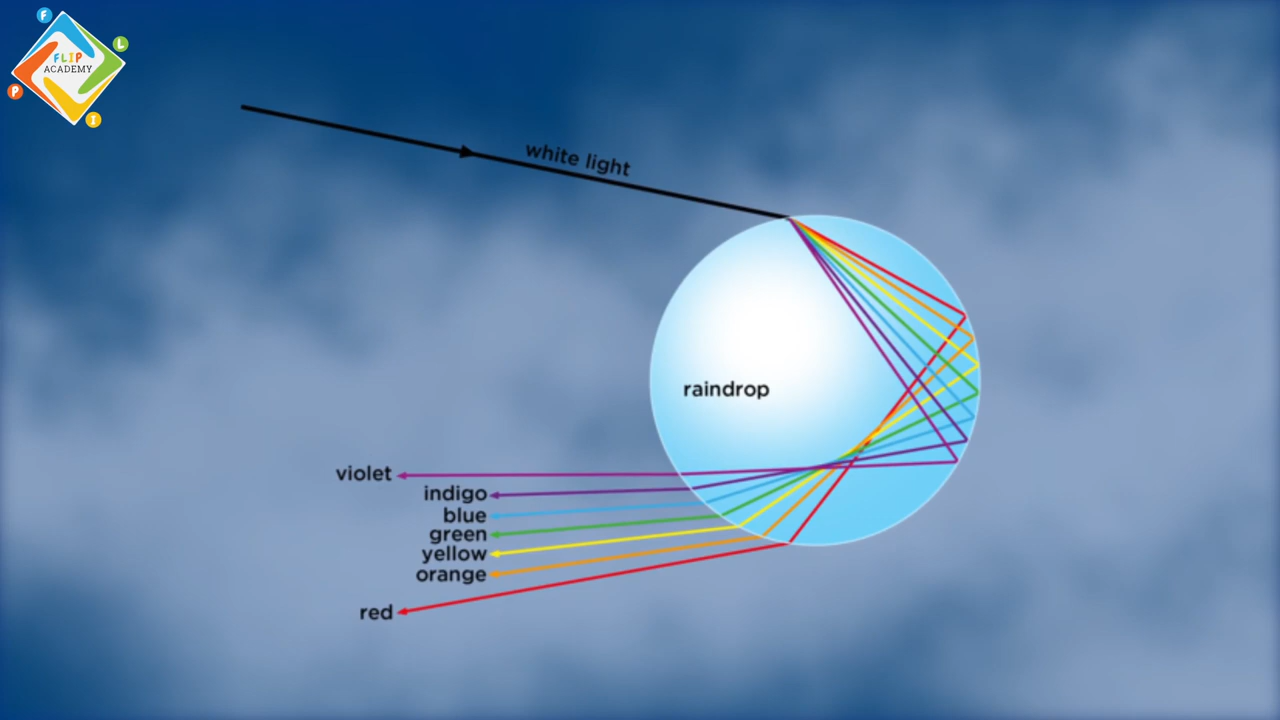 F
L
FLIP
ACADEMY
P
I
white light
raindrop
violet
indigo
blue
green
yellow
orange
red